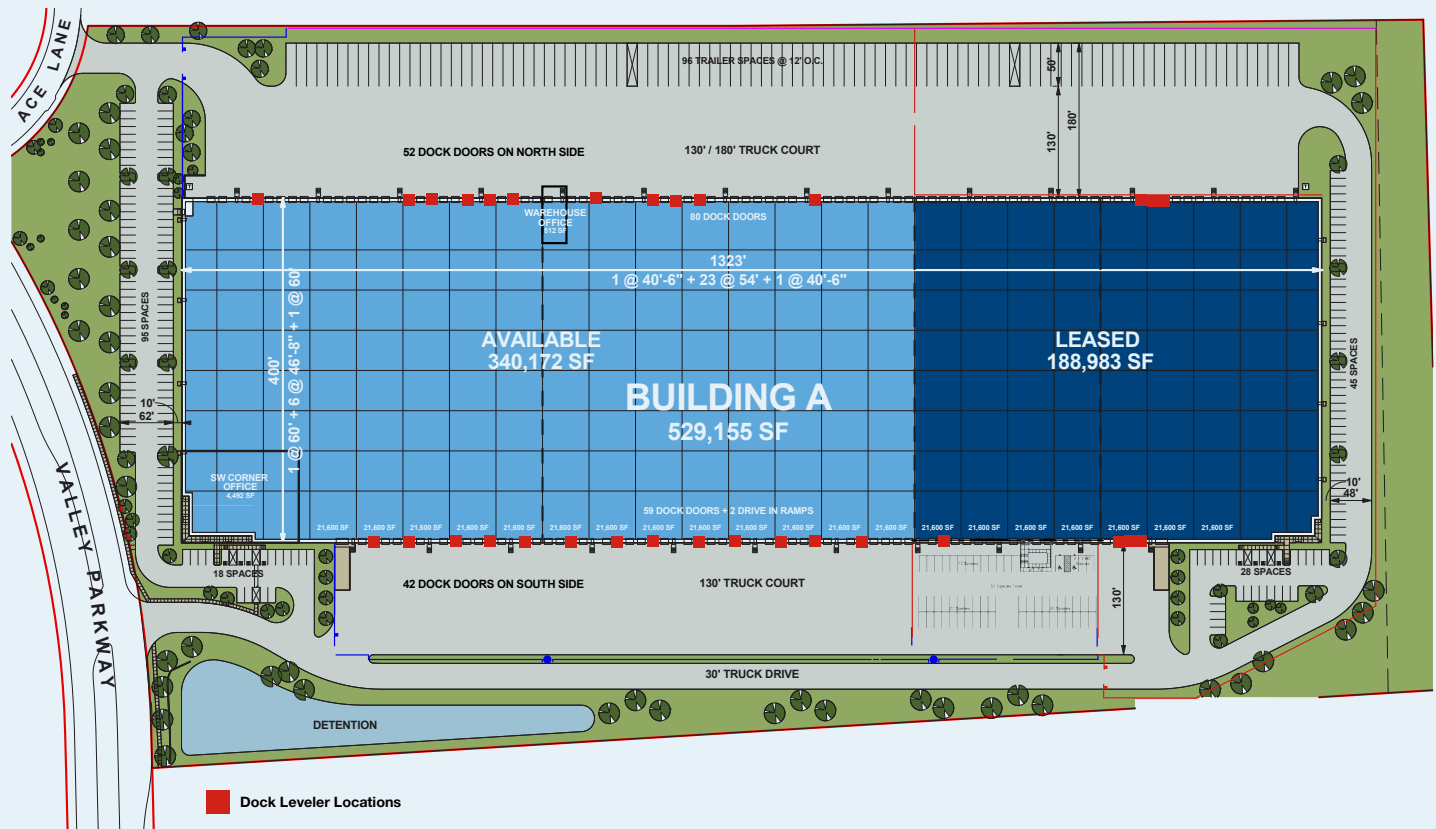 ACE LANE
96 TRAILER SPACES @ 12' O.C.
50'
180'
130'
52 DOCK DOORS ON NORTH SIDE
130' / 180' TRUCK COURT
WAREHOUSE
OFFICE
812 SF
80 DOCK DOORS
1323'
1 @ 40'-6" + 23 @ 54' + 1 @ 40'-6"
400'
1 @ 60' + 6 @ 46'-8" + 1 @ 60'
95 SPACES
45 SPACES
AVAILABLE
340,172 SF
LEASED
188,983 SF
BUILDING A
529,155 SF
10'
62'
10'
48'
SW CORNER
OFFICE
4,492 SF
59 DOCK DOORS + 2 DRIVE IN RAMPS
21,600 SF 21,600 SF 21,600 SF 21,600 SF 21,600 SF 21,600 SF 21,600 SF 21,600 SF 21,600 SF 21,600 SF 21,600 SF 21,600 SF 21,600 SF 21,600 SF 21,600 SF 21,600 SF 21,600 SF 21,600 SF 21,600 SF
VALLEY PARKWAY
18 SPACES
42 DOCK DOORS ON SOUTH SIDE
130' TRUCK COURT
130'
28 SPACES
30' TRUCK DRIVE
DETENTION
Dock Leveler Locations